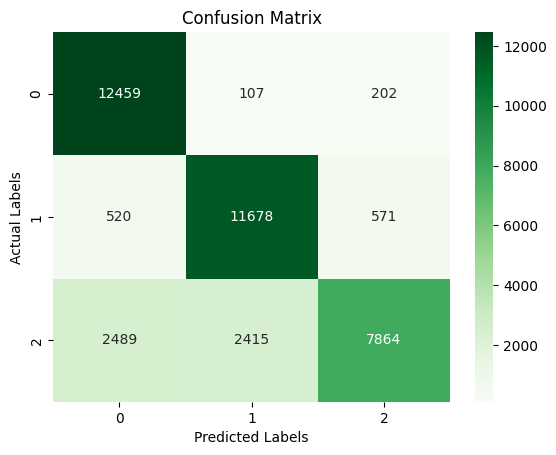 Confusion Matrix
12000
10000
8000
6000
4000
2000
Actual Labels
0
12459 107 202
1
520 11678 571
2
2489 2415 7864
0 1 2
Predicted Labels